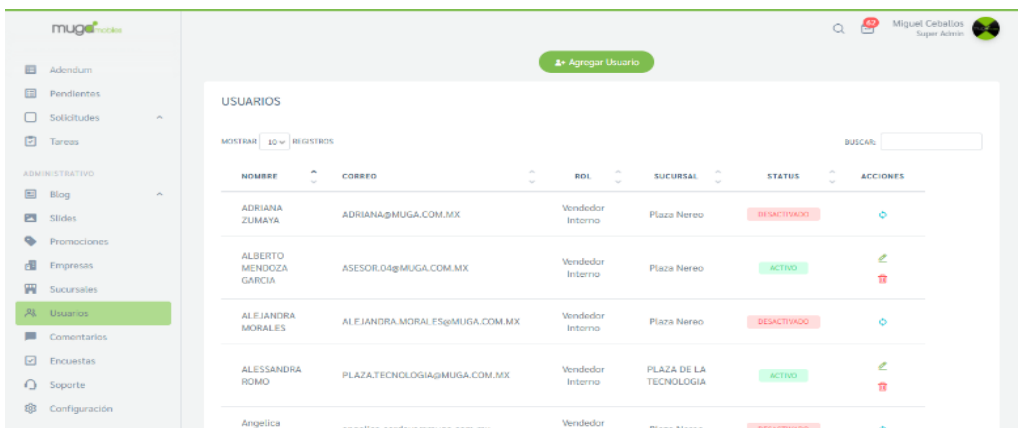 muga muebles
62
Miguel Ceballos
Super Admin
Agregar Usuario
Adendum
Pendientes
Solicitudes
Tareas
ADMINISTRATIVO
Blog
Slides
Promociones
Empresas
Sucursales
Usuarios
Comentarios
Encuestas
Soporte
Configuración
USUARIOS
MOSTRAR 10 REGISTROS
BUSCAR:
NOMBRE CORREO ROL SUCURSAL STATUS ACCIONES
ADRIANA
ZUMAYA
ADRIANA@MUGA.COM.MX
Vendedor
Interno
Plaza Nereo
DESACTIVADO
ALBERTO
MENDOZA
GARCIA
ASESOR.04@MUGA.COM.MX
Vendedor
Interno
Plaza Nereo
ACTIVO
ALEJANDRA
MORALES
ALEJANDRA.MORALES@MUGA.COM.MX
Vendedor
Interno
Plaza Nereo
DESACTIVADO
ALESSANDRA
ROMO
PLAZA.TECNOLOGIA@MUGA.COM.MX
Vendedor
Interno
PLAZA DE LA
TECNOLOGIA
ACTIVO
Angelica
Vendedor